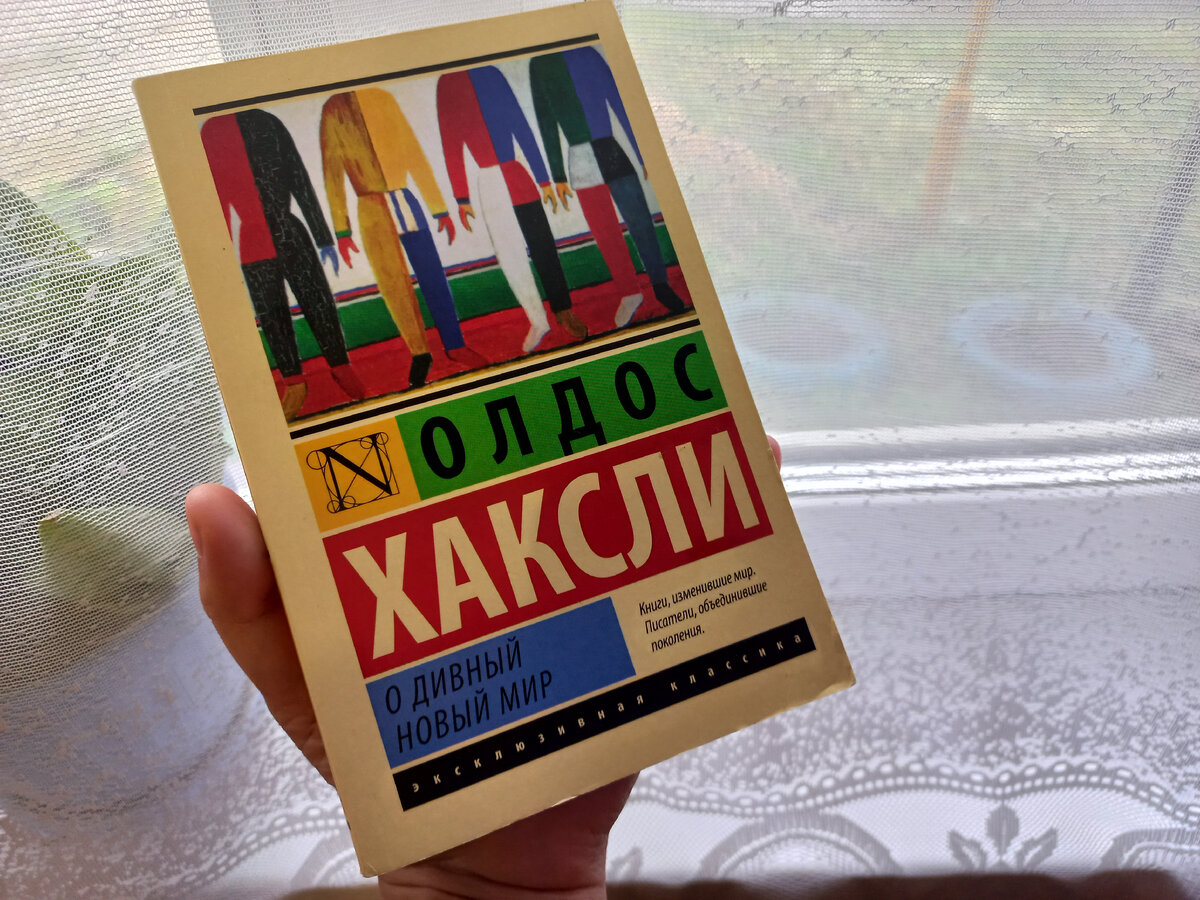 N
ОЛДОС
ХАКСЛИ
О ДИВНЫЙ
НОВЫЙ МИР
Книги, изменившие мир.
Писатели, объединившие
поколения.
эксклюзивная классика